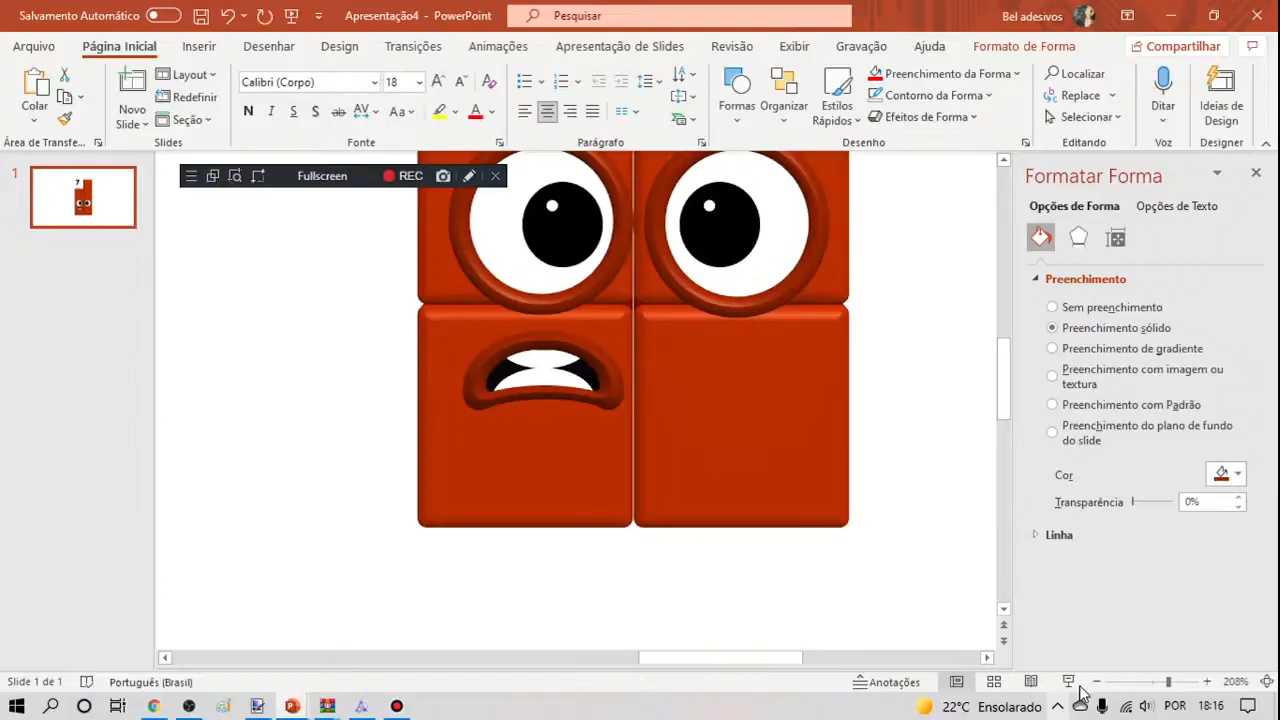 Salvamento Automático
Apresentação4 - PowerPoint
Pesquisar
Bel adesivos
Arquivo
Página Inicial
Inserir
Desenhar
Design
Transições
Animações
Apresentação de Slides
Revisão
Exibir
Gravação
Ajuda
Formato de Forma
Compartilhar
Colar
Área de Transfe...
Novo
Slide
Layout
Redefinir
Seção
Slides
Calibri (Corpo)
18
N
I
S
S
ab
AV
Aa
A
Fonte
Parágrafo
Formas
Organizar
Estilos
Rápidos
Preenchimento da Forma
Contorno da Forma
Efeitos de Forma
Desenho
Localizar
Replace
Selecionar
Editando
Ditar
Voz
Ideias de
Design
Designer
1
7
Fullscreen
REC
Formatar Forma
Opções de Forma
Opções de Texto
Preenchimento
Sem preenchimento
Preenchimento sólido
Preenchimento de gradiente
Preenchimento com imagem ou
textura
Preenchimento com Padrão
Preenchimento do plano de fundo
do slide
Cor
Transparência
0%
Linha
Slide 1 de 1
Português (Brasil)
Anotações
208%
22°C
Ensolarado
POR
18:16